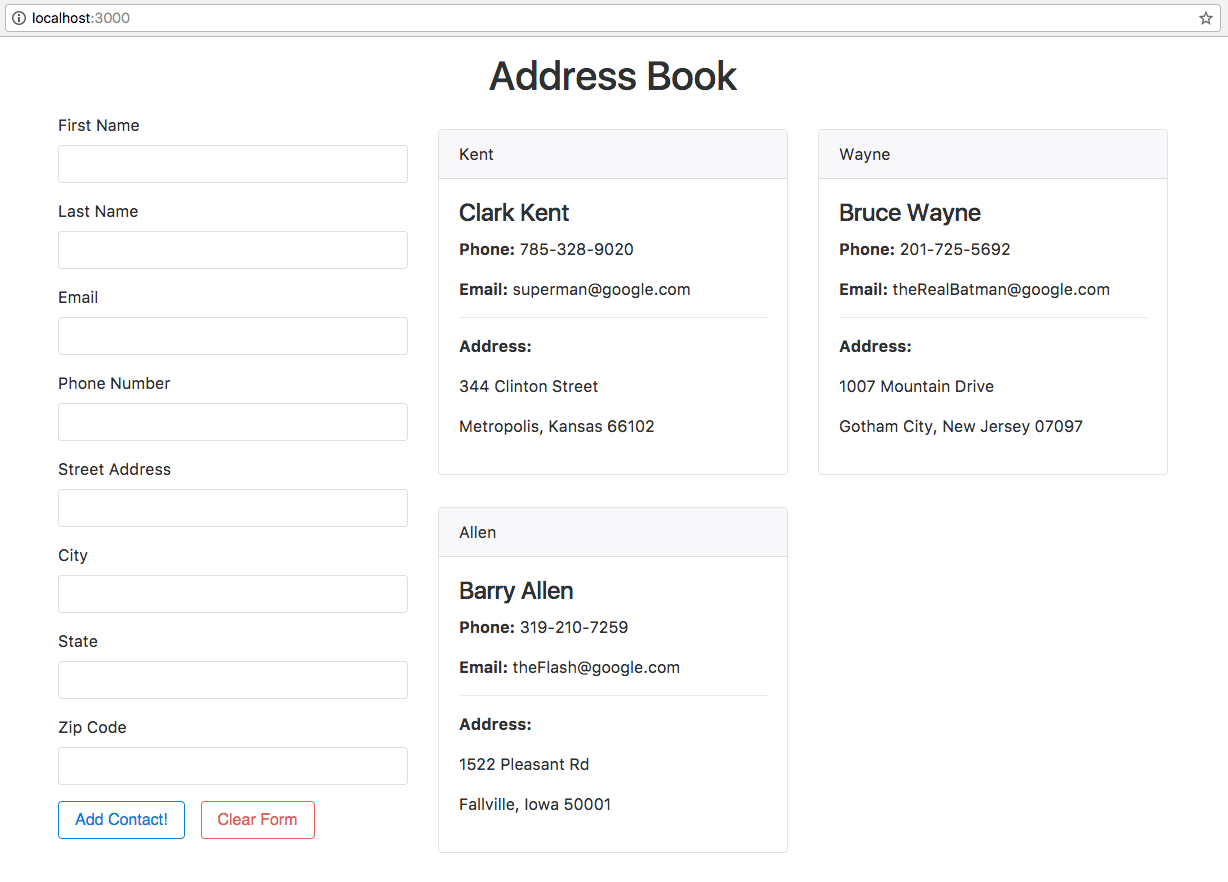 localhost:3000
Address Book
First Name
Last Name
Email
Phone Number
Street Address
City
State
Zip Code
Add Contact! Clear Form
Kent
Clark Kent
Phone: 785-328-9020
Email: superman@google.com
Address:
344 Clinton Street
Metropolis, Kansas 66102
Wayne
Bruce Wayne
Phone: 201-725-5692
Email: theRealBatman@google.com
Address:
1007 Mountain Drive
Gotham City, New Jersey 07097
Allen
Barry Allen
Phone: 319-210-7259
Email: theFlash@google.com
Address:
1522 Pleasant Rd
Fallville, Iowa 50001